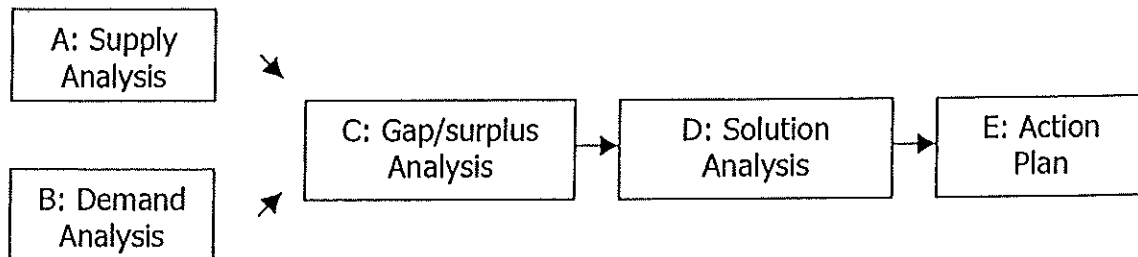 A: Supply
Analysis
B: Demand
Analysis
C: Gap/surplus
Analysis
D: Solution
Analysis
E: Action
Plan